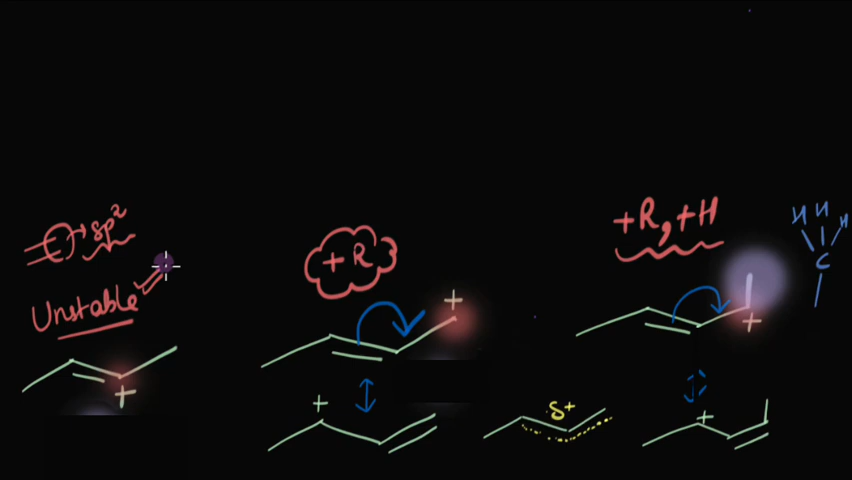 =C→sp²
Unstable
+
+R
+
+
δ+
+R, +H
+
+
H H H
C